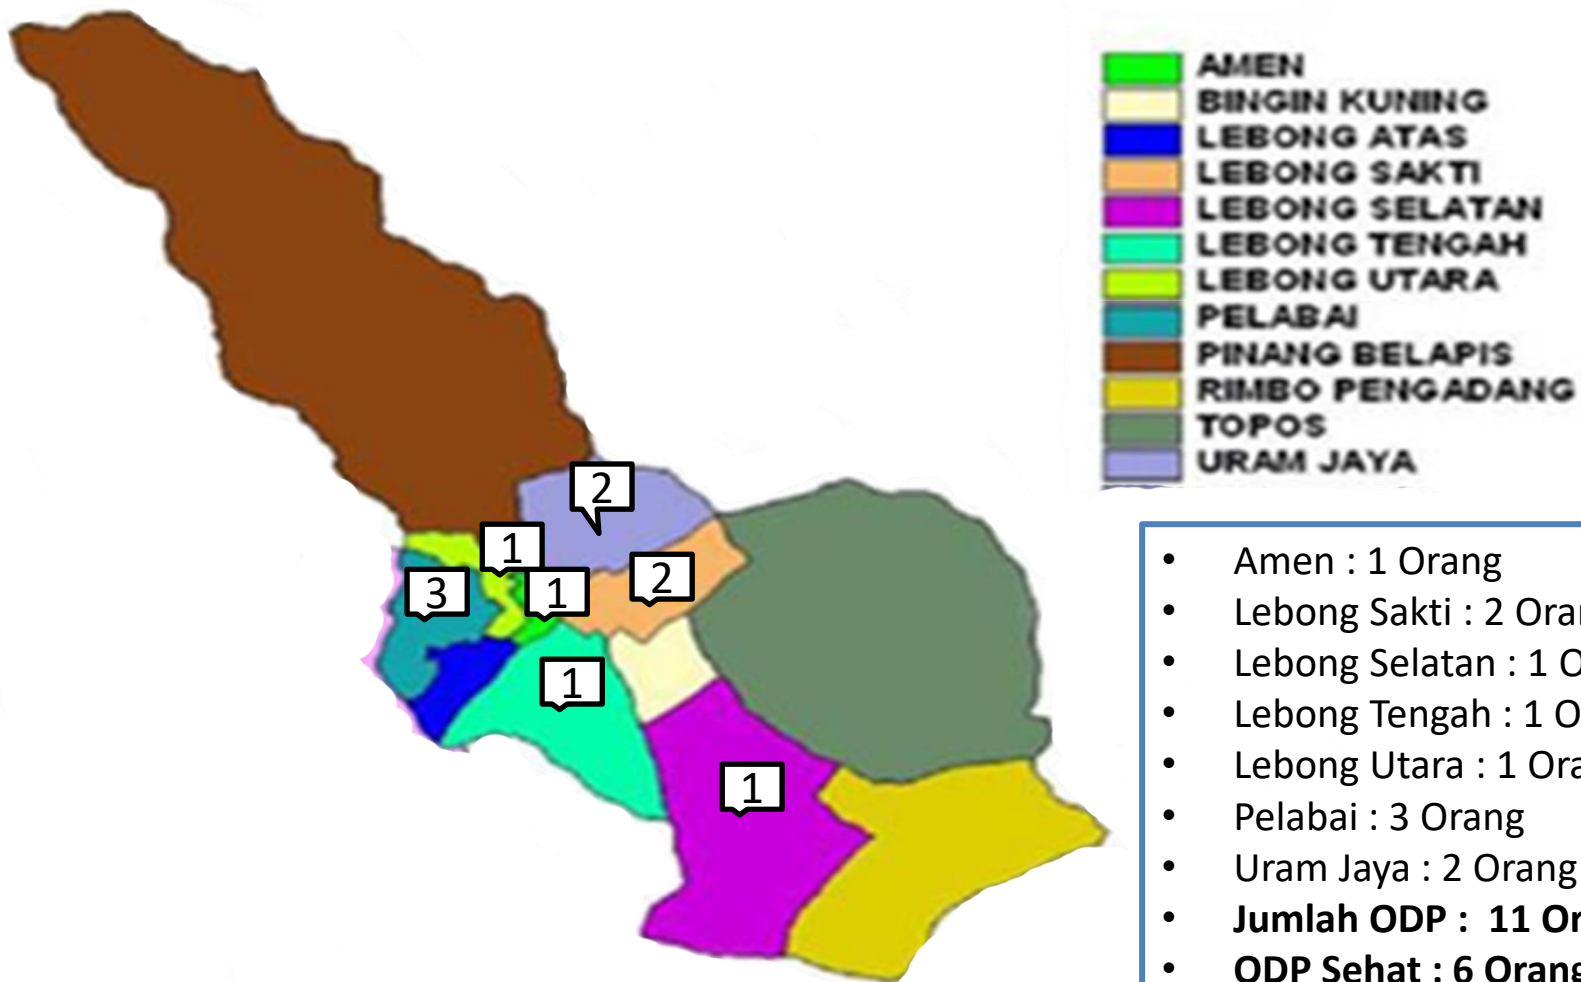 AMEN
BINGIN KUNING
LEBONG ATAS
LEBONG SAKTI
LEBONG SELATAN
LEBONG TENGAH
LEBONG UTARA
PELABAI
PINANG BELAPIS
RIMBO PENGADANG
TOPOS
URAM JAYA
2
1
2
3
1
1
1
• Amen : 1 Orang
• Lebong Sakti : 2
• Lebong Selatan : 1
• Lebong Tengah : 1
• Lebong Utara : 1
• Pelabai : 3 Orang
• Uram Jaya : 2 Orang
• Jumlah ODP : 11
• ODP Sehat : 6 Orang